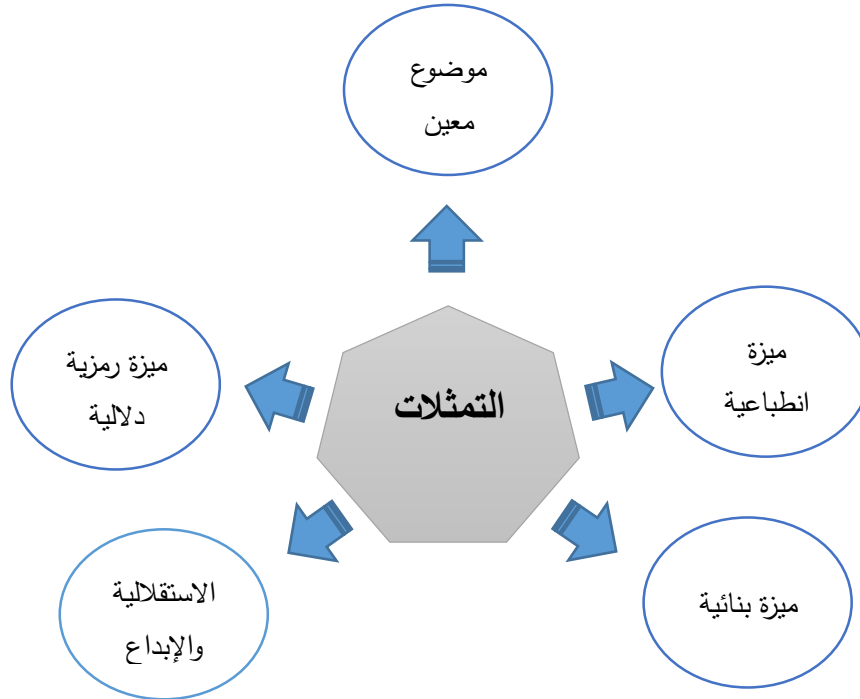 موضوع
معين
ميزة
انطباعية
ميزة رمزية
دلالية
التمثلات
الاستقلالية
والإبداع
ميزة بنائية